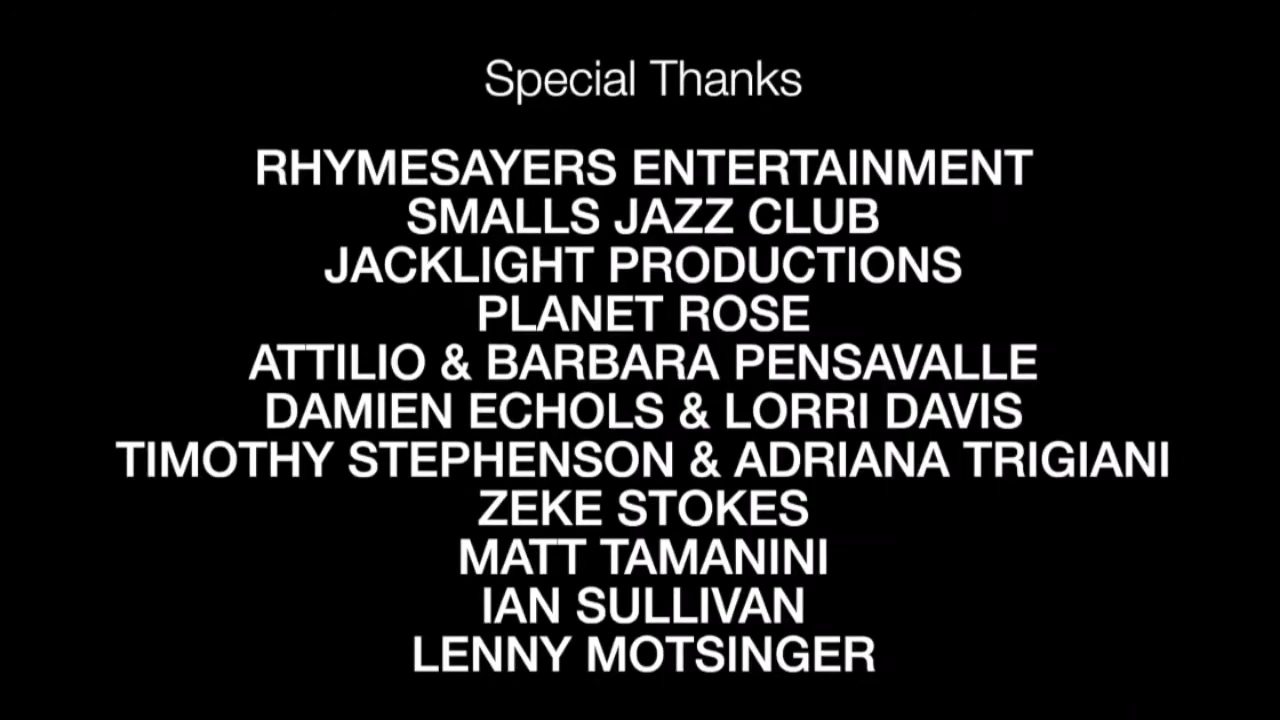 Special Thanks
RHYMESAYERS ENTERTAINMENT
SMALLS JAZZ CLUB
JACKLIGHT PRODUCTIONS
PLANET ROSE
ATTILIO & BARBARA PENSAVALLE
DAMIEN ECHOLS & LORRI DAVIS
TIMOTHY STEPHENSON & ADRIANA TRIGIANI
ZEKE STOKES
MATT TAMANINI
IAN SULLIVAN
LENNY MOTSINGER